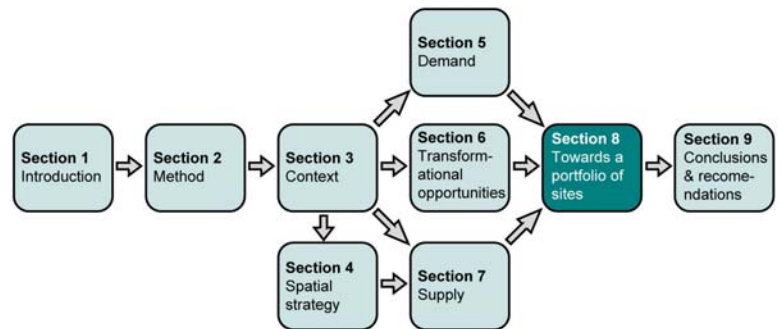 Section 1
Introduction
Section 2
Method
Section 3
Context
Section 4
Spatial
strategy
Section 5
Demand
Section 6
Transform-
ational
opportunities
Section 7
Supply
Section 8
Towards a
portfolio of
sites
Section 9
Conclusions
& recome-
ndations